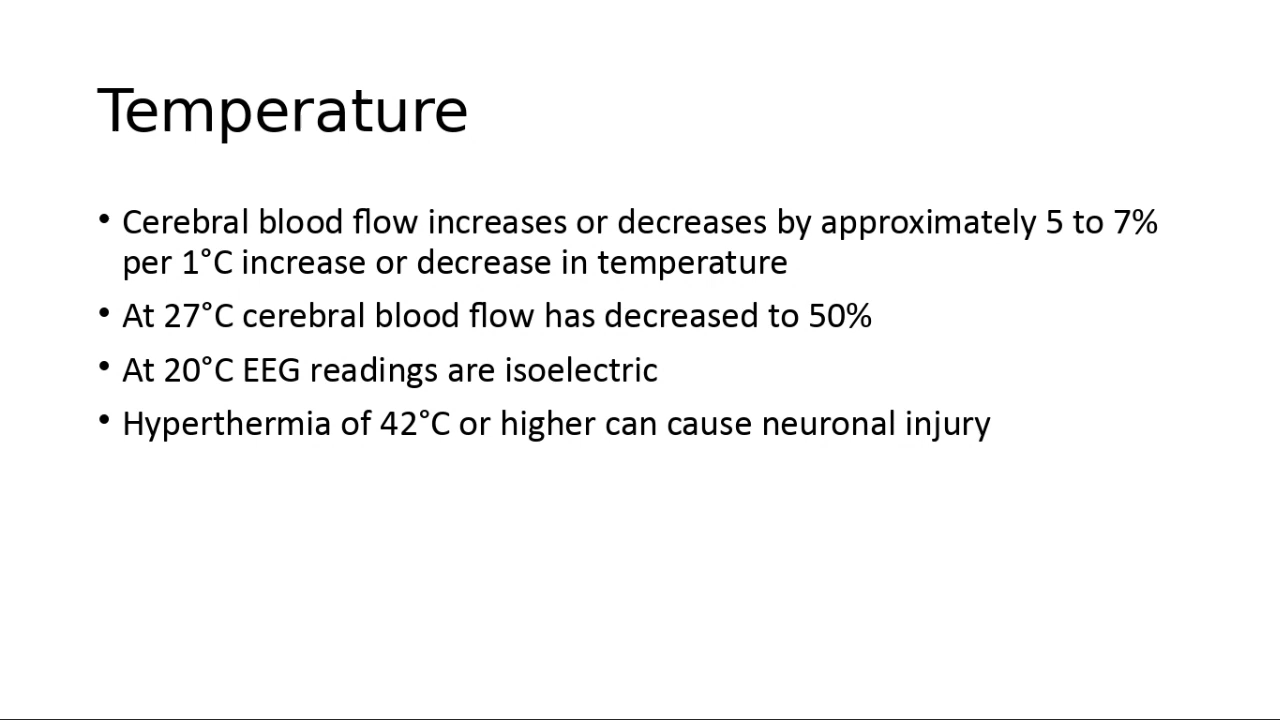 Temperature
• Cerebral blood flow increases or decreases by approximately 5 to 7%
per 1°C increase or decrease in temperature
• At 27°C cerebral blood flow has decreased to 50%
• At 20°C EEG readings are isoelectric
• Hyperthermia of 42°C or higher can cause neuronal injury